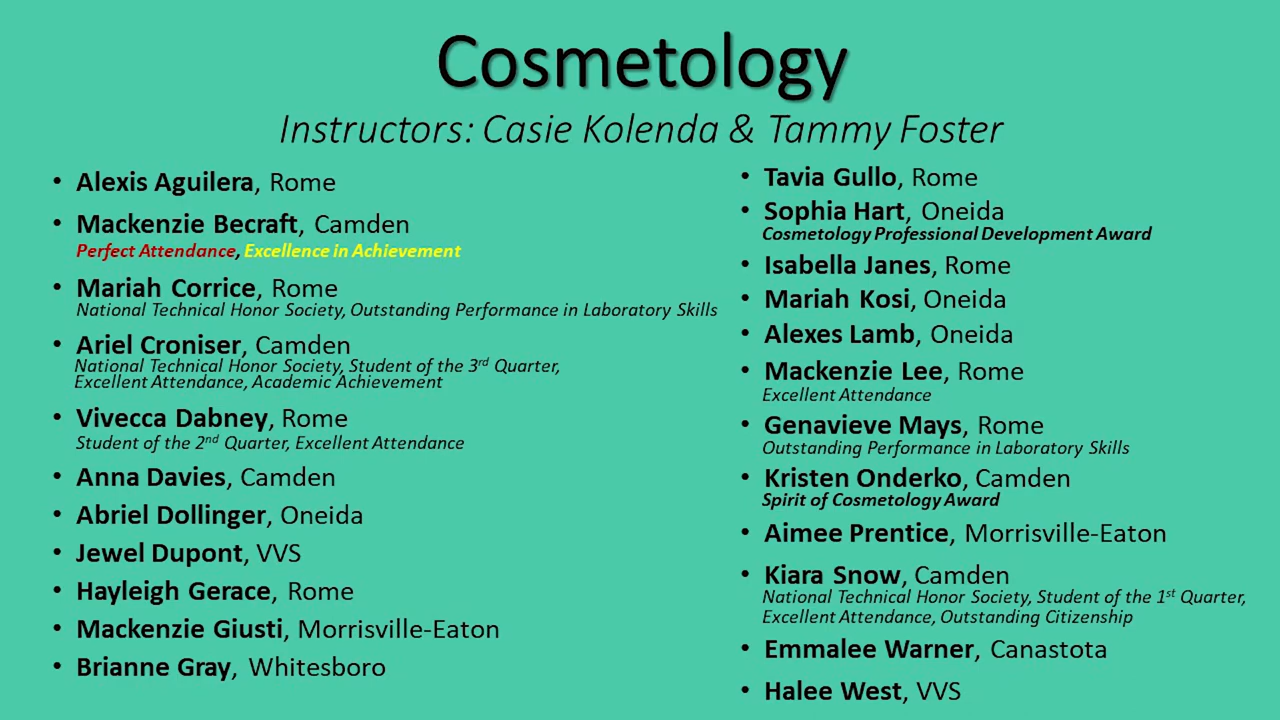 Cosmetology
Instructors: Casie Kolenda & Tammy Foster
• Alexis Aguilera, Rome
• Mackenzie Becraft, Camden
Perfect Attendance, Excellence in Achievement
• Mariah Corrice, Rome
National Technical Honor Society, Outstanding Performance in Laboratory Skills
• Ariel Croniser, Camden
National Technical Honor Society, Student of the 3rd Quarter,
Excellent Attendance, Academic Achievement
• Vivecca Dabney, Rome
Student of the 2nd Quarter, Excellent Attendance
• Anna Davies, Camden
• Abriel Dollinger, Oneida
• Jewel Dupont, VVS
• Hayleigh Gerace, Rome
• Mackenzie Giusti, Morrisville-Eaton
• Brianne Gray, Whitesboro
• Tavia Gullo, Rome
• Sophia Hart, Oneida
Cosmetology Professional Development Award
• Isabella Janes, Rome
• Mariah Kosi, Oneida
• Alexes Lamb, Oneida
• Mackenzie Lee, Rome
Excellent Attendance
• Genavieve Mays, Rome
Outstanding Performance in Laboratory Skills
• Kristen Onderko, Camden
Spirit of Cosmetology Award
• Aimee Prentice, Morrisville-Eaton
• Kiara Snow, Camden
National Technical Honor Society, Student of the 1st Quarter,
Excellent Attendance, Outstanding Citizenship
• Emmalee Warner, Canastota
• Halee West, VVS